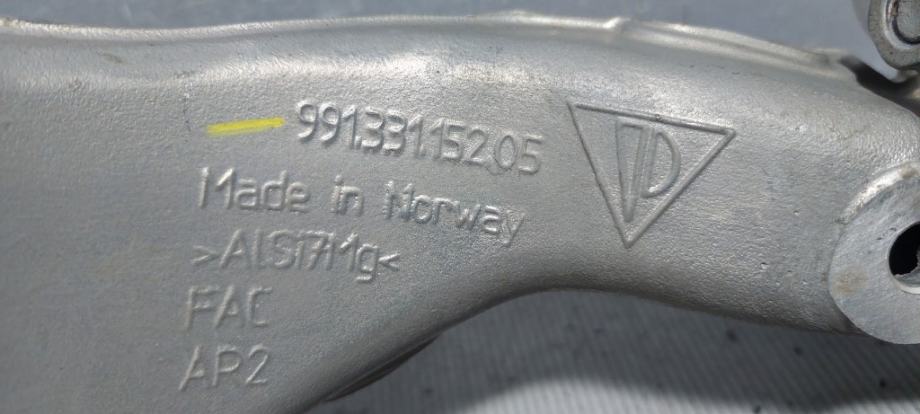 991.331.152.05
Made in Norway
>AlSi7Mg<
FAC
AP2